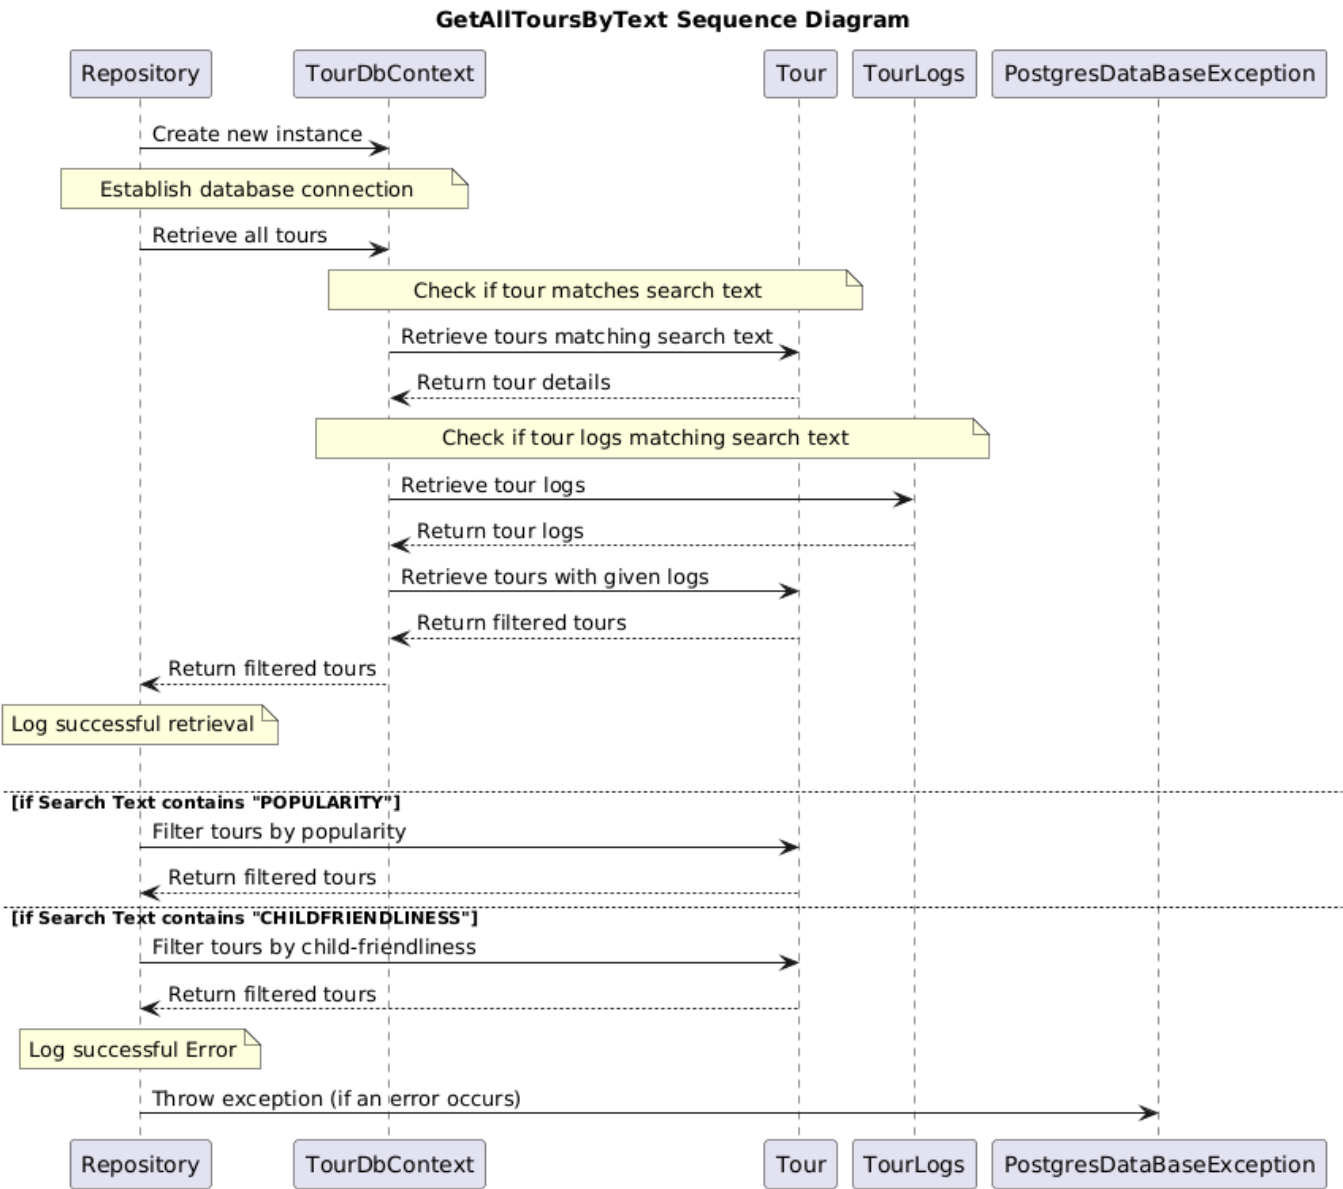 GetAllToursByText Sequence Diagram
Repository TourDbContext Tour TourLogs PostgresDataBaseException
Create new instance
Establish database connection
Retrieve all tours
Check if tour matches search text
Retrieve tours matching search text
Return tour details
Check if tour logs matching search text
Retrieve tour logs
Return tour logs
Retrieve tours with given logs
Return filtered tours
Return filtered tours
Log successful retrieval
[if Search Text contains "POPULARITY"]
Filter tours by popularity
Return filtered tours
[if Search Text contains "CHILDFRIENDLINESS"]
Filter tours by child-friendliness
Return filtered tours
Log successful Error
Throw exception (if an error occurs)
Repository TourDbContext Tour TourLogs PostgresDataBaseException